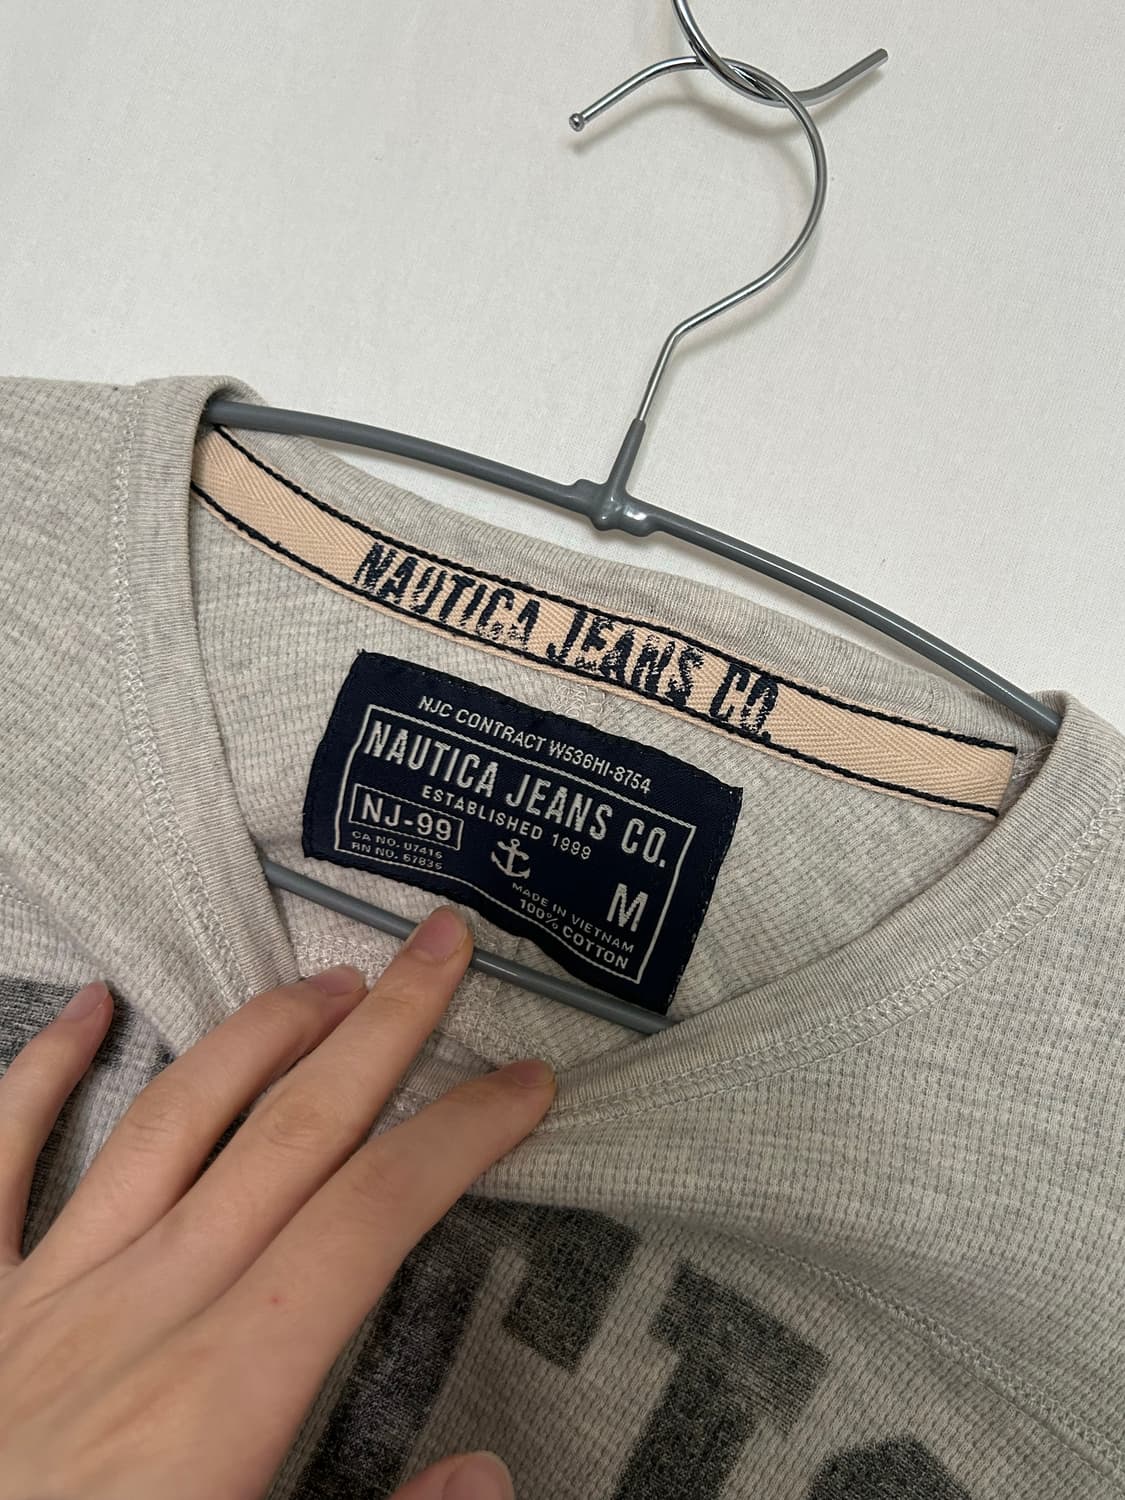 NAUTICA JEANS CO.
NJC CONTRACT W536HI-8754
NAUTICA JEANS CO.
ESTABLISHED 1999
NJ-99
CA NO. 07416
RN NO. 67835
M
MADE IN VIETNAM
100% COTTON